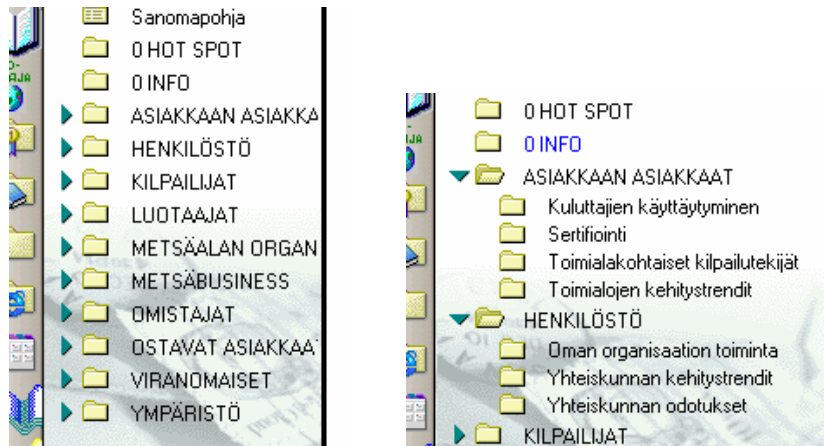 Sanomapohja
0 HOT SPOT
0 INFO
ASIAKKAAN ASIAKKA
HENKILÖSTÖ
KILPAILIJAT
LUOTAAJAT
METSÄALAN ORGAN
METSÄBUSINESS
OMISTAJAT
OSTAVAT ASIAKKAA
VIRANOMAISET
YMPÄRISTÖ
0 HOT SPOT
0 INFO
ASIAKKAAN ASIAKKAAT
Kuluttajien käyttäytyminen
Sertifiointi
Toimialakohtaiset kilpailutekijät
Toimialojen kehitystrendit
HENKILÖSTÖ
Oman organisaation toiminta
Yhteiskunnan kehitystrendit
Yhteiskunnan odotukset
KILPAILIJAT